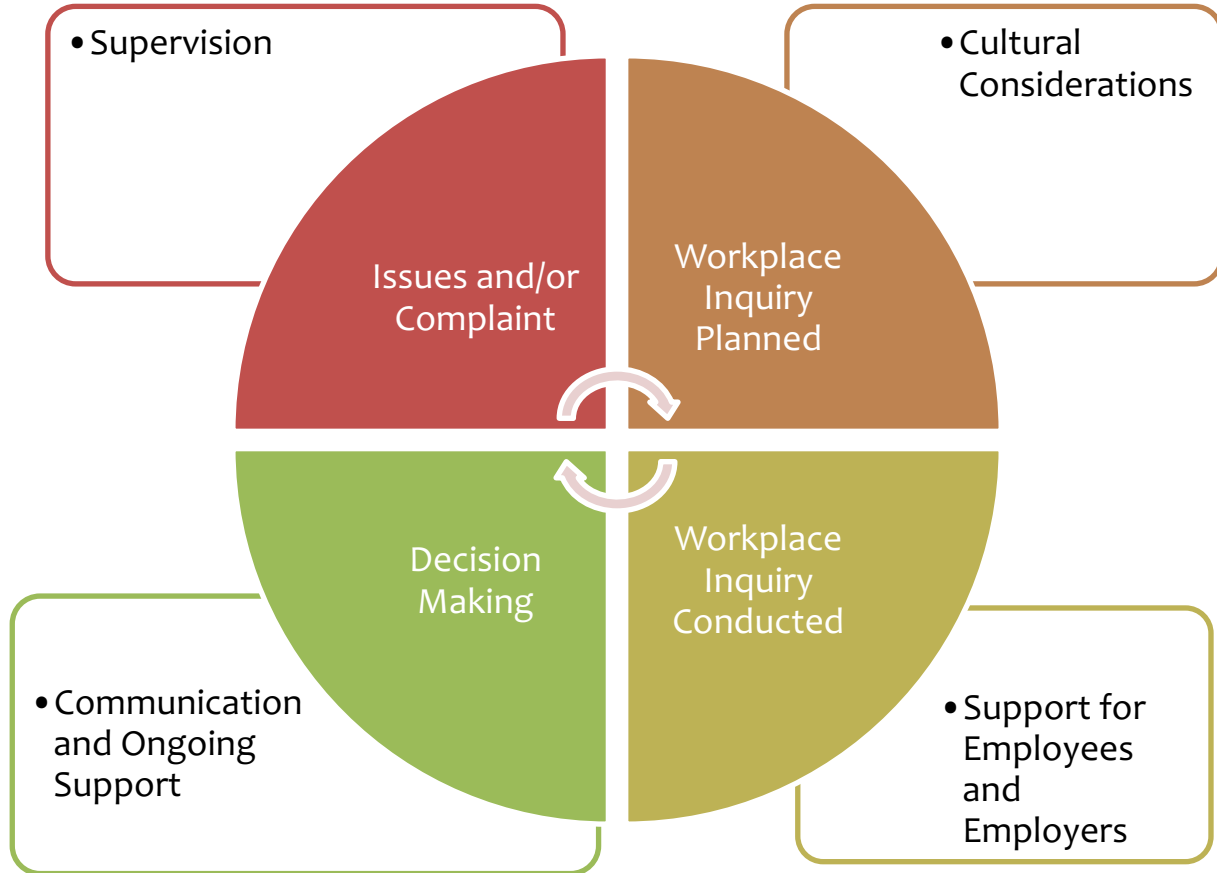 •Supervision
•Cultural
Considerations
Issues and/or
Complaint
Workplace
Inquiry
Planned
Decision
Making
Workplace
Inquiry
Conducted
•Communication
and Ongoing
Support
•Support for
Employees
and
Employers